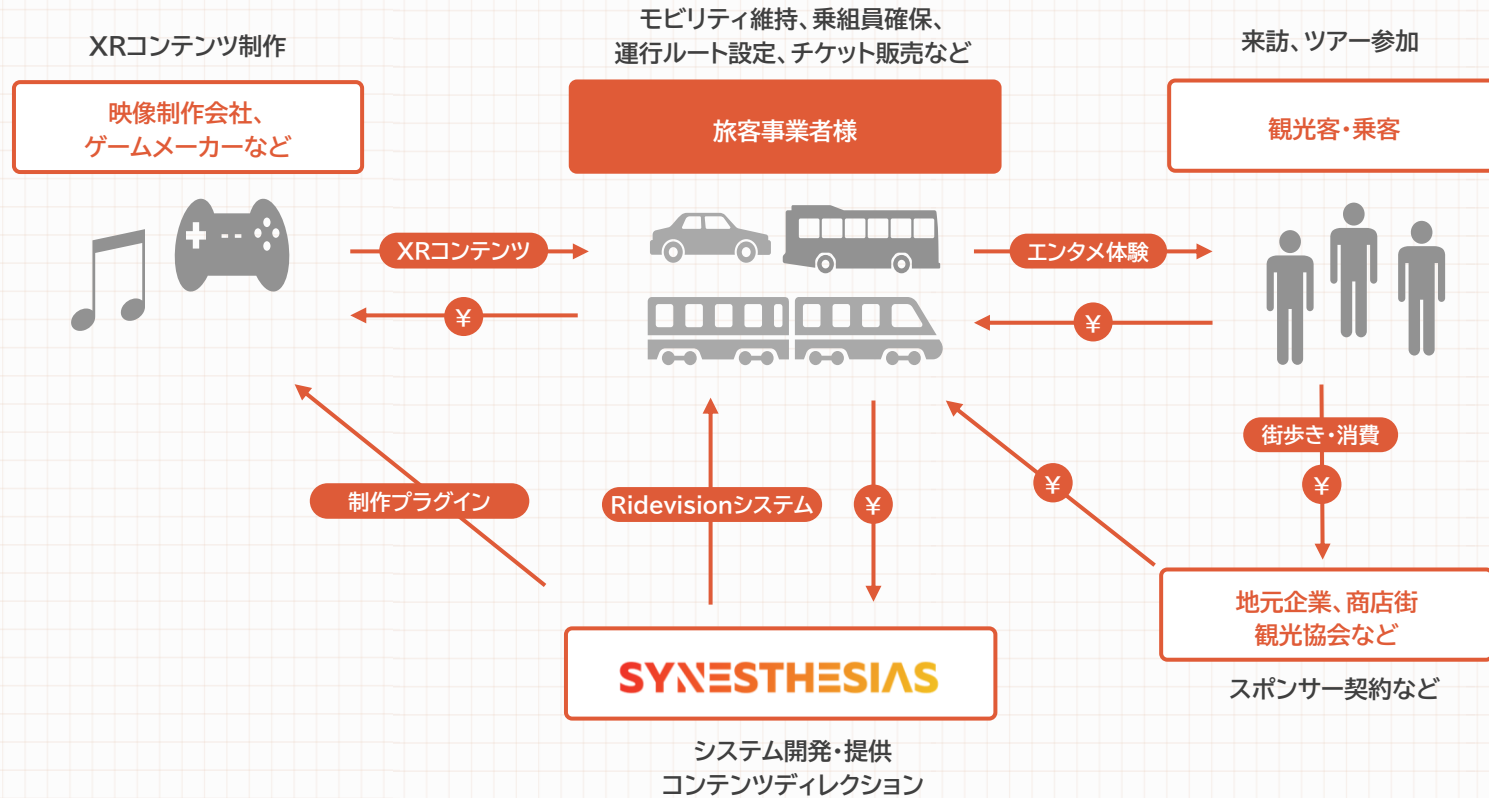 XRコンテンツ制作
映像制作会社、
ゲームメーカーなど
モビリティ維持、乗組員確保、
運行ルート設定、チケット販売など
旅客事業者様
来訪、ツアー参加
観光客・乗客
XRコンテンツ
¥
エンタメ体験
¥
街歩き・消費
¥
¥
制作プラグイン
Ridevisionシステム
¥
地元企業、商店街
観光協会など
スポンサー契約など
SYNESTHESIAS
システム開発・提供
コンテンツディレクション